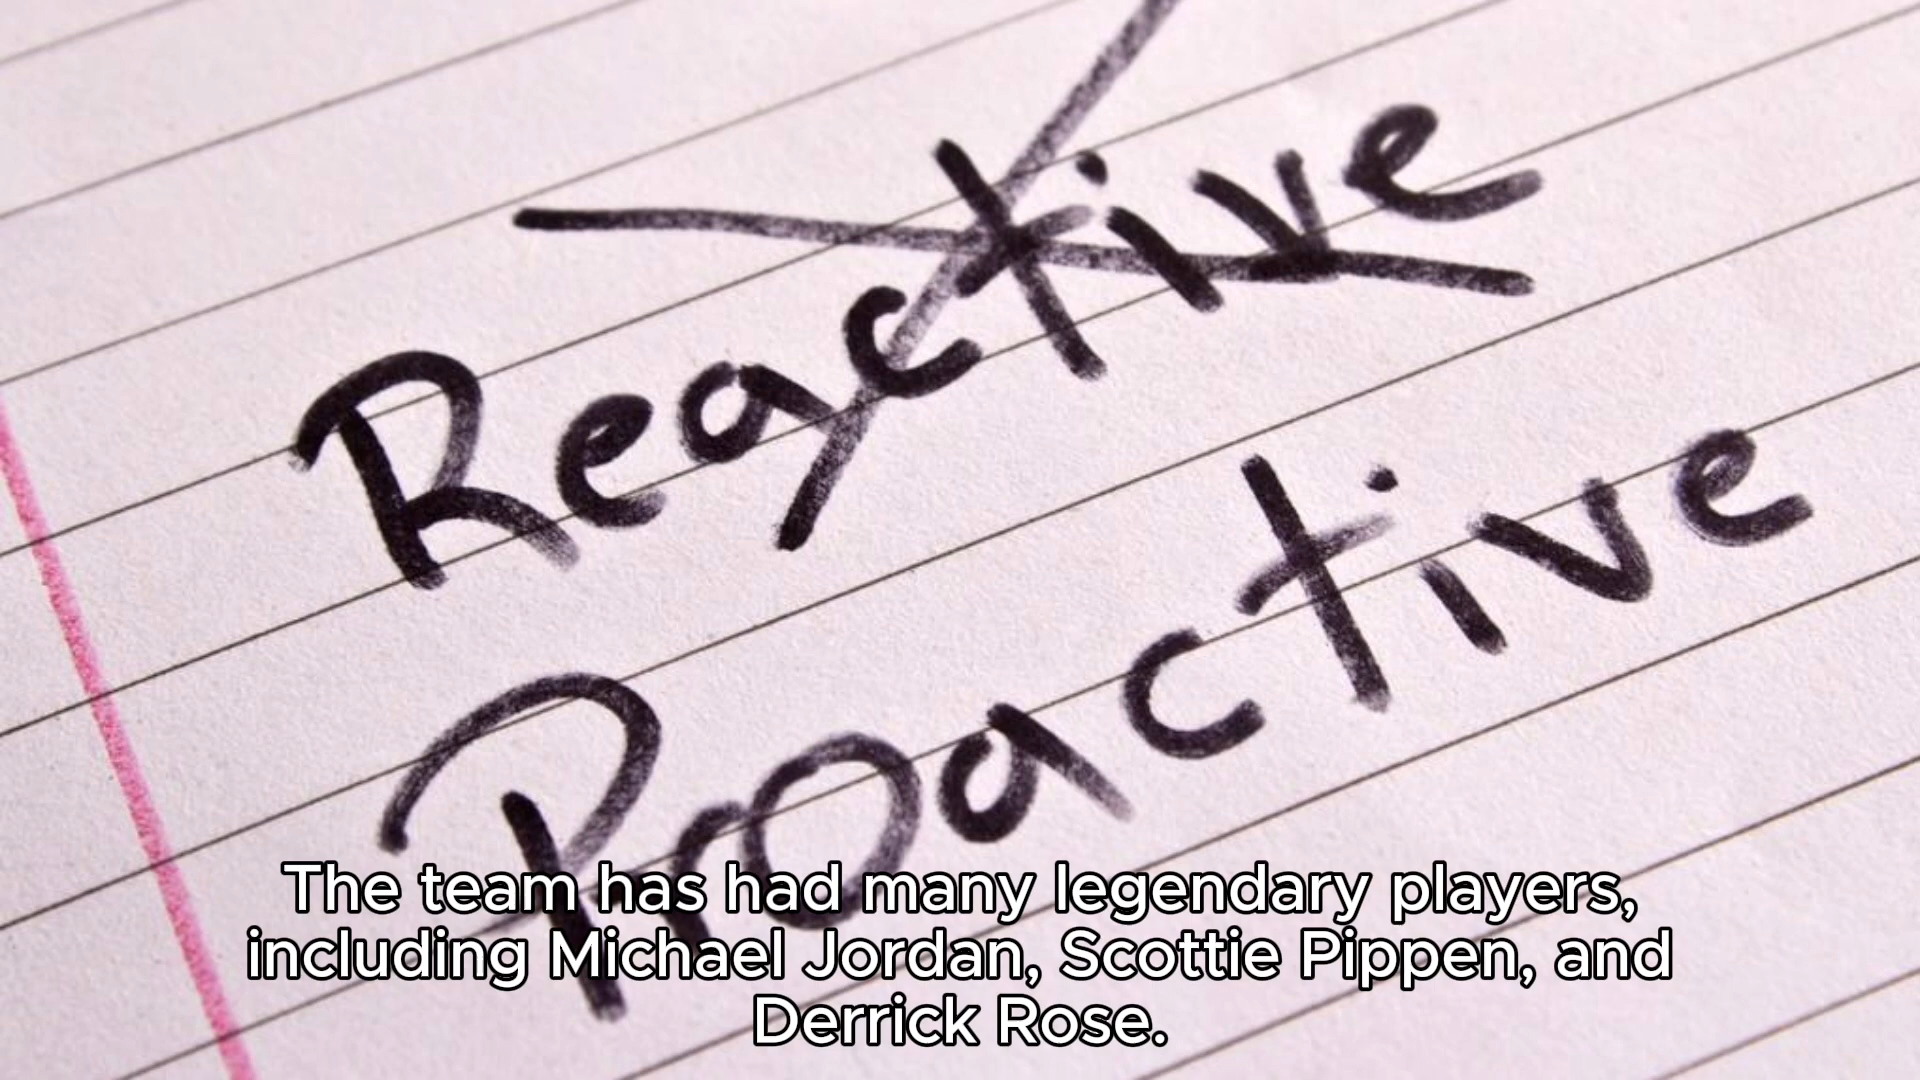 Reactive
Proactive
The team has had many legendary players,
including Michael Jordan, Scottie Pippen, and
Derrick Rose.